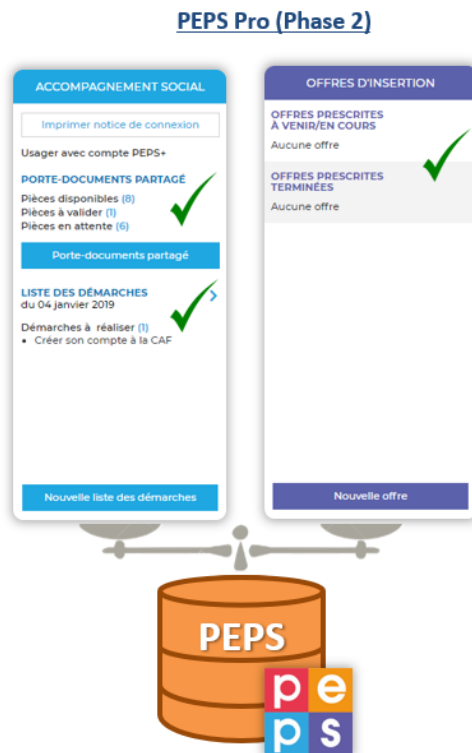 PEPS Pro (Phase 2)
ACCOMPAGNEMENT SOCIAL
Imprimer notice de connexion
Usager avec compte PEPS+
PORTE-DOCUMENTS PARTAGÉ
Pièces disponibles (8)
Pièces à valider (1)
Pièces en attente (6)
Porte-documents partagé
LISTE DES DÉMARCHES
du 04 janvier 2019
Démarches à réaliser (1)
• Créer son compte à la CAF
Nouvelle liste des démarches
OFFRES D'INSERTION
OFFRES PRESCRITES
À VENIR/EN COURS
Aucune offre
OFFRES PRESCRITES
TERMINÉES
Aucune offre
Nouvelle offre
PEPS
pe
ps